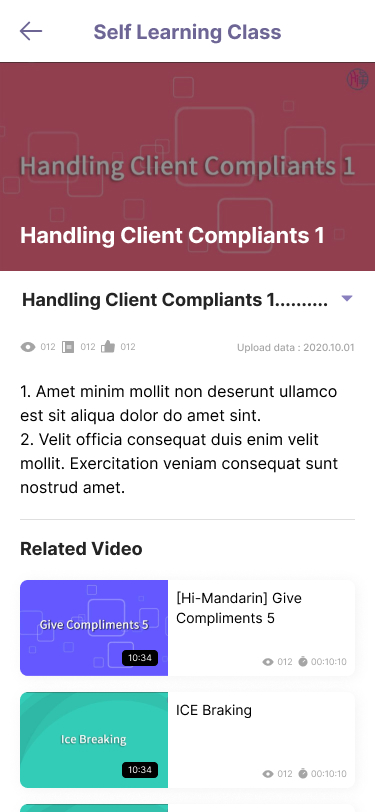 Self Learning Class
Handling Client Compliants 1
Handling Client Compliants 1
Handling Client Compliants 1..........
012 012 012 Upload data : 2020.10.01
1. Amet minim mollit non deserunt ullamco
est sit aliqua dolor do amet sint.
2. Velit officia consequat duis enim velit
mollit. Exercitation veniam consequat sunt
nostrud amet.
Related Video
Give Compliments 5
10:34
[Hi-Mandarin] Give
Compliments 5
012 00:10:10
Ice Breaking
10:34
ICE Braking
012 00:10:10